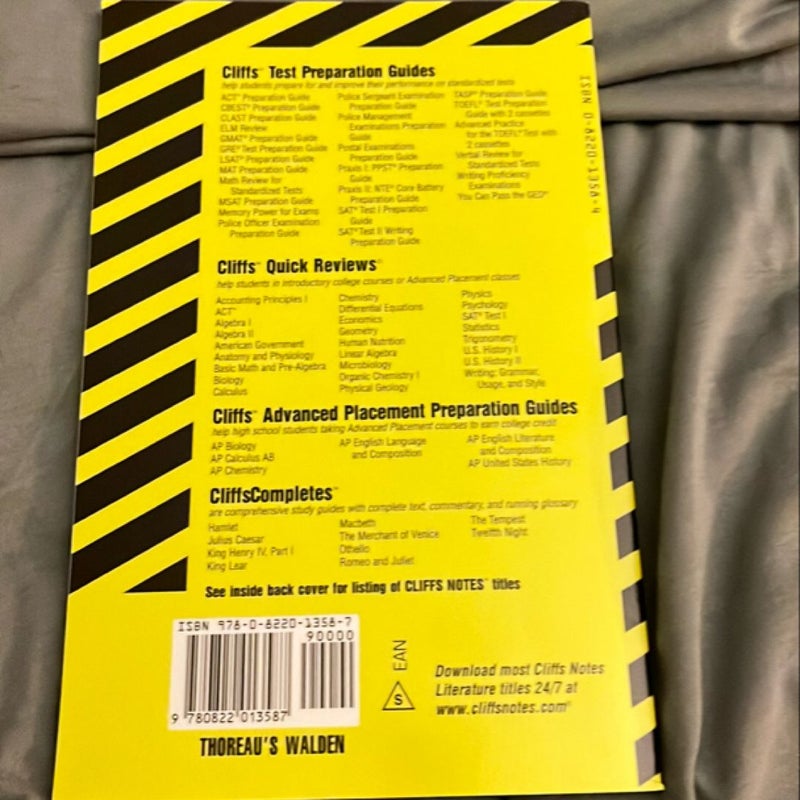 Cliffs™ Test Preparation Guides
help students prepare for and improve their performance on standardized tests
ACT® Preparation Guide
CBEST® Preparation Guide
CLAST Preparation Guide
ELM Review
GMAT® Preparation Guide
GRE® Test Preparation Guide
LSAT® Preparation Guide
MAT Preparation Guide
Math Review for
Standardized Tests
MSAT Preparation Guide
Memory Power for Exams
Police Officer Examination
Preparation Guide
Police Sergeant Examination
Preparation Guide
Police Management
Examinations Preparation
Guide
Postal Examinations
Preparation Guide
Praxis I: PPST® Preparation
Guide
Praxis II: NTE® Core Battery
Preparation Guide
SAT® Test I Preparation
Guide
SAT® Test II Writing
Preparation Guide
TASP® Preparation Guide
TOEFL® Test Preparation
Guide with 2 cassettes
Advanced Practice
for the TOEFL® Test with
2 cassettes
Verbal Review for
Standardized Tests
Writing Proficiency
Examinations
You Can Pass the GED®
Cliffs™ Quick Reviews™
help students in introductory college courses or Advanced Placement classes
Accounting Principles I
ACT®
Algebra I
Algebra II
American Government
Anatomy and Physiology
Basic Math and Pre-Algebra
Biology
Calculus
Chemistry
Differential Equations
Economics
Geometry
Human Nutrition
Linear Algebra
Microbiology
Organic Chemistry I
Physical Geology
Physics
Psychology
SAT® Test I
Statistics
Trigonometry
U.S. History I
U.S. History II
Writing: Grammar,
Usage, and Style
Cliffs™ Advanced Placement Preparation Guides
help high school students taking Advanced Placement courses to earn college credit
AP Biology
AP Calculus AB
AP Chemistry
AP English Language
and Composition
AP English Literature
and Composition
AP United States History
CliffsCompletes™
are comprehensive study guides with complete text, commentary, and running glossary
Hamlet
Julius Caesar
King Henry IV, Part I
King Lear
Macbeth
The Merchant of Venice
Othello
Romeo and Juliet
The Tempest
Twelfth Night
See inside back cover for listing of CLIFFS NOTES™ titles
ISBN 978-0-8220-1358-7
90000
9 780822 013587
EAN
S
Download most Cliffs Notes
Literature titles 24/7 at
www.cliffsnotes.com®
THOREAU'S WALDEN
ISBN 0-8220-1358-4